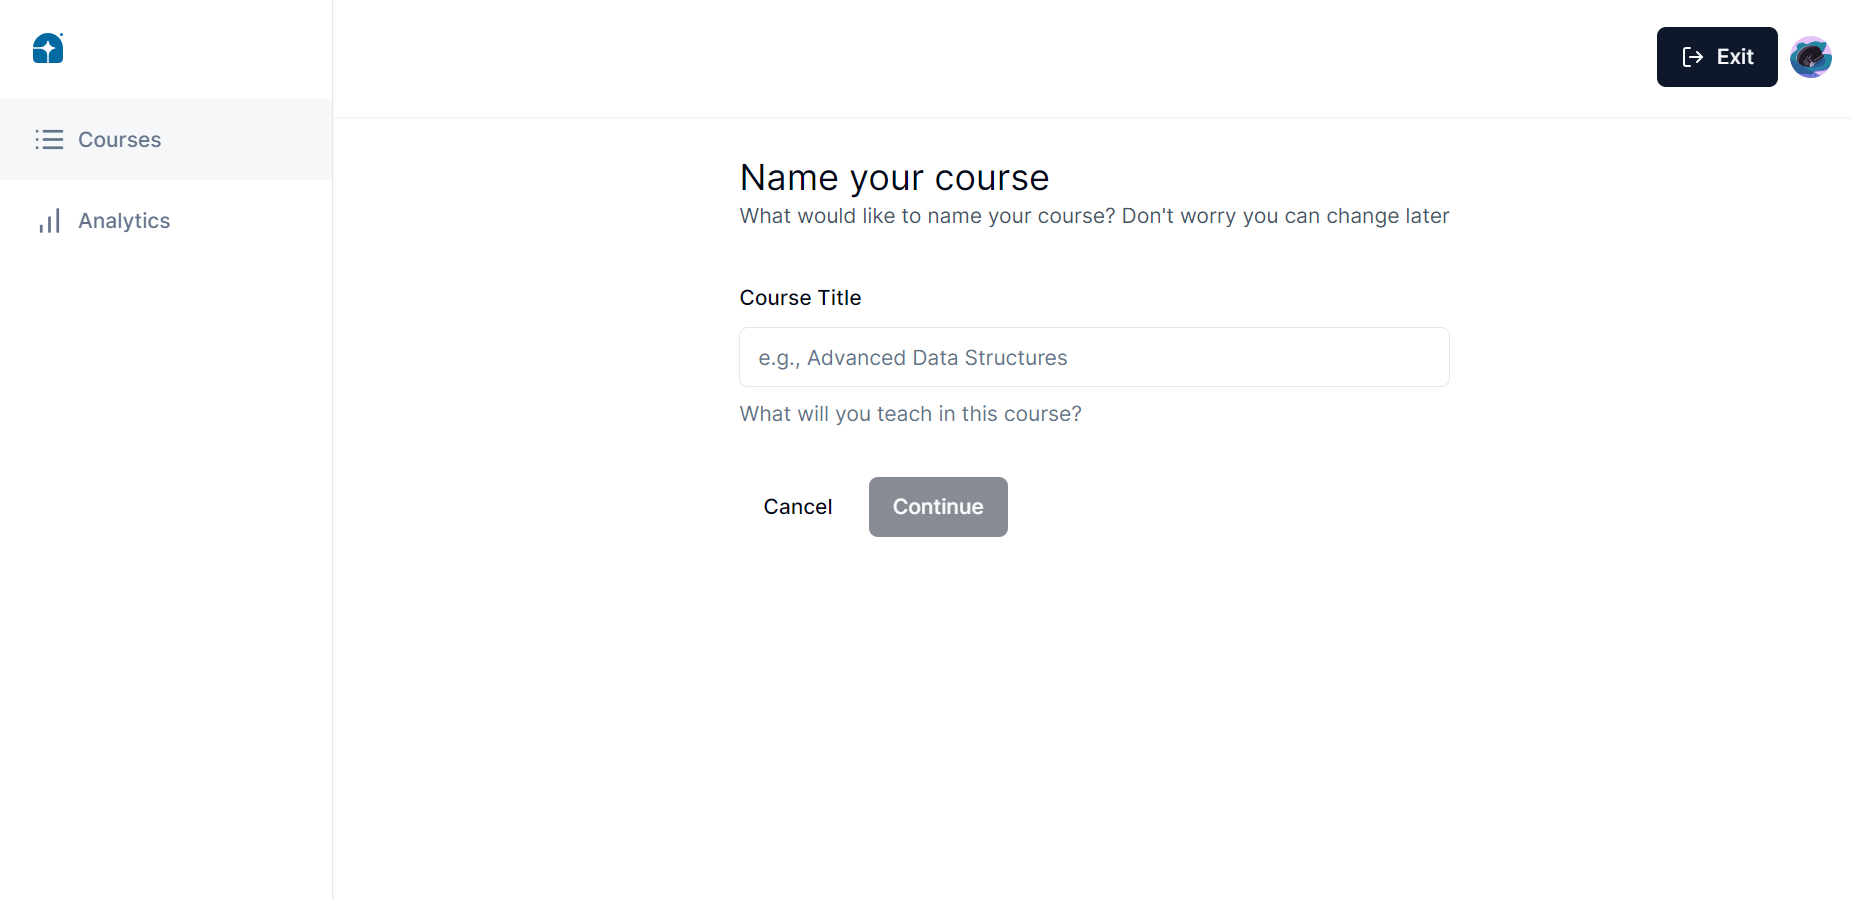 Exit
Courses
Analytics
Name your course
What would like to name your course? Don't worry you can change later
Course Title
e.g., Advanced Data Structures
What will you teach in this course?
Cancel
Continue